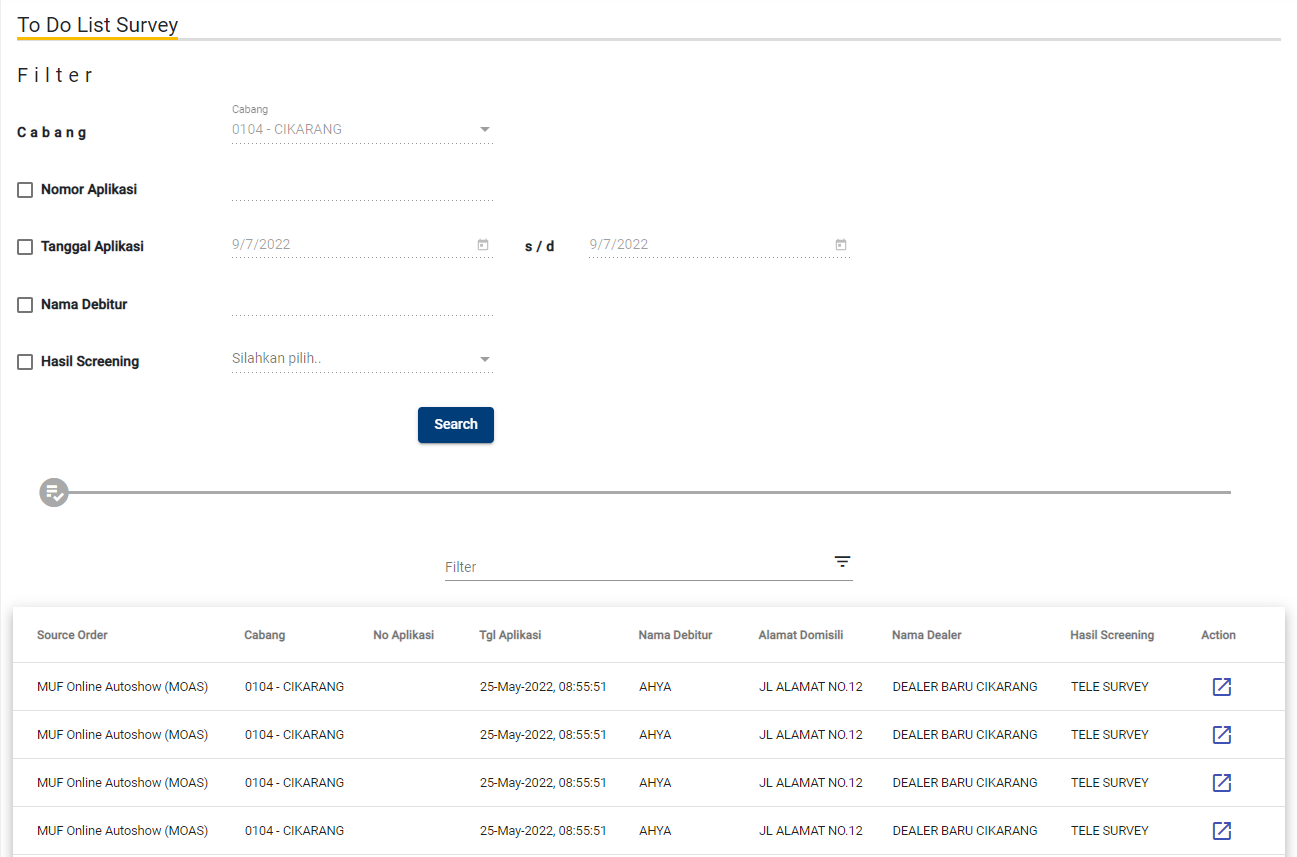 To Do List Survey
Filter
Cabang
Cabang
0104 - CIKARANG
Nomor Aplikasi
Tanggal Aplikasi 9/7/2022 s / d 9/7/2022
Nama Debitur
Hasil Screening Silahkan pilih..
Search
Filter
Source Order Cabang No Aplikasi Tgl Aplikasi Nama Debitur Alamat Domisili Nama Dealer Hasil Screening Action
MUF Online Autoshow (MOAS) 0104 - CIKARANG 25-May-2022, 08:55:51 AHYA JL ALAMAT NO.12 DEALER BARU CIKARANG TELE SURVEY
MUF Online Autoshow (MOAS) 0104 - CIKARANG 25-May-2022, 08:55:51 AHYA JL ALAMAT NO.12 DEALER BARU CIKARANG TELE SURVEY
MUF Online Autoshow (MOAS) 0104 - CIKARANG 25-May-2022, 08:55:51 AHYA JL ALAMAT NO.12 DEALER BARU CIKARANG TELE SURVEY
MUF Online Autoshow (MOAS) 0104 - CIKARANG 25-May-2022, 08:55:51 AHYA JL ALAMAT NO.12 DEALER BARU CIKARANG TELE SURVEY